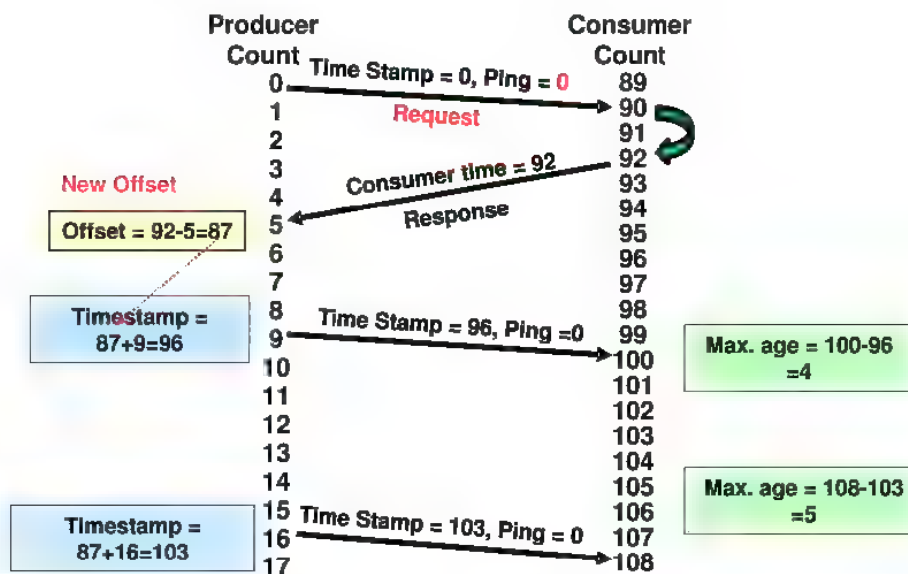 Producer
Count
Consumer
Count
0
1
2
3
4
5
6
7
8
9
10
11
12
13
14
15
16
17
Time Stamp = 0, Ping = 0
Request
Consumer time = 92
Response
New Offset
Offset = 92-5=87
Timestamp =
87+9=96
Time Stamp = 96, Ping =0
Timestamp =
87+16=103
Time Stamp = 103, Ping = 0
89
90
91
92
93
94
95
96
97
98
99
100
101
102
103
104
105
106
107
108
Max. age = 100-96
=4
Max. age = 108-103
=5